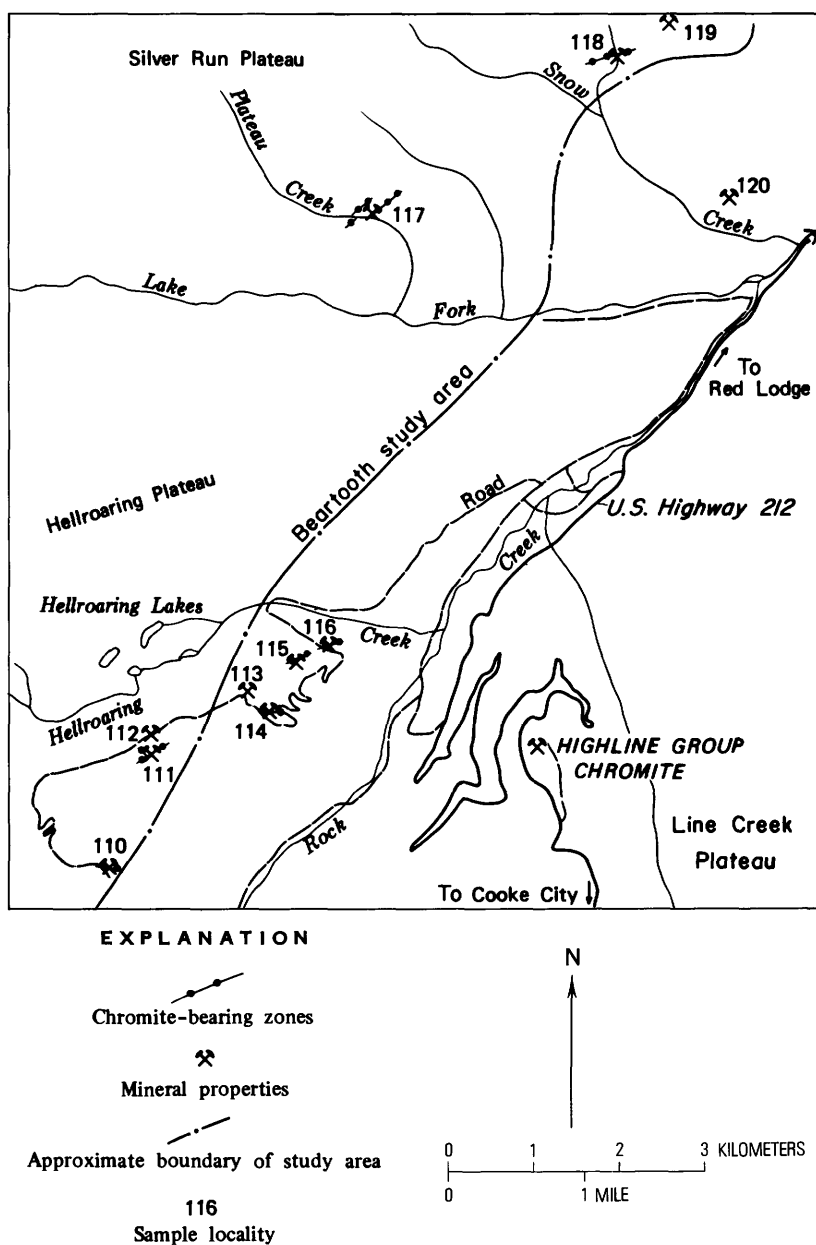 119
118
Silver Run Plateau
Snow
Plateau
120
Creek
117
Creek
Lake
Fork
To
Red Lodge
Beartooth study area
Road
Hellroaring Plateau
U.S. Highway 212
Creek
Hellroaring Lakes
116
Creek
115
113
Hellroaring
114
112
HIGHLINE GROUP
CHROMITE
111
Line Creek
Plateau
Rock
110
To Cooke City
EXPLANATION
N
Chromite-bearing zones
Mineral properties
0 1 2 3 KILOMETERS
Approximate boundary of study area
0 1 MILE
116
Sample locality